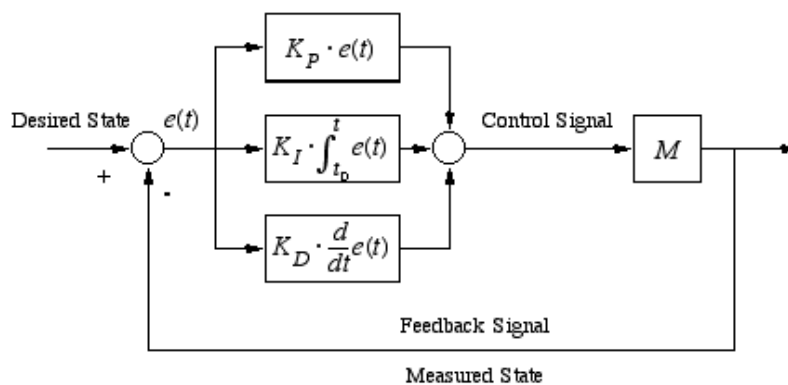 K_P · e(t)
Desired State
e(t)
K_I · ∫_{t_0}^{t} e(t)
Control Signal
M
+
-
K_D · d/dt e(t)
Feedback Signal
Measured State